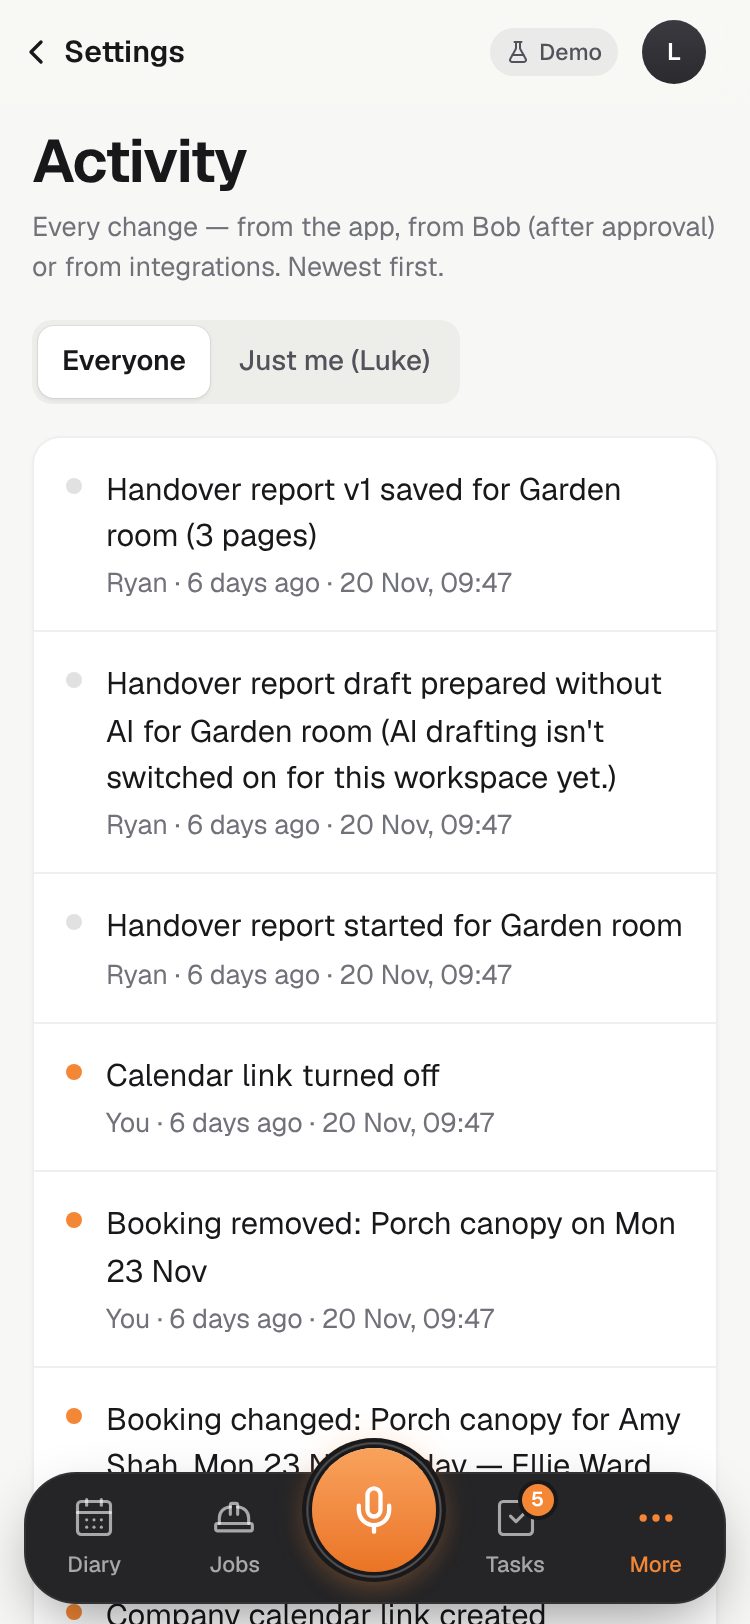 Settings
Demo
L
Activity
Every change — from the app, from Bob (after approval)
or from integrations. Newest first.
Everyone
Just me (Luke)
Handover report v1 saved for Garden
room (3 pages)
Ryan · 6 days ago · 20 Nov, 09:47
Handover report draft prepared without
AI for Garden room (AI drafting isn't
switched on for this workspace yet.)
Ryan · 6 days ago · 20 Nov, 09:47
Handover report started for Garden room
Ryan · 6 days ago · 20 Nov, 09:47
Calendar link turned off
You · 6 days ago · 20 Nov, 09:47
Booking removed: Porch canopy on Mon
23 Nov
You · 6 days ago · 20 Nov, 09:47
Booking changed: Porch canopy for Amy
Shah, Mon 23 — Ellie Ward
5
Diary
Jobs
Tasks
More
Company calendar link created